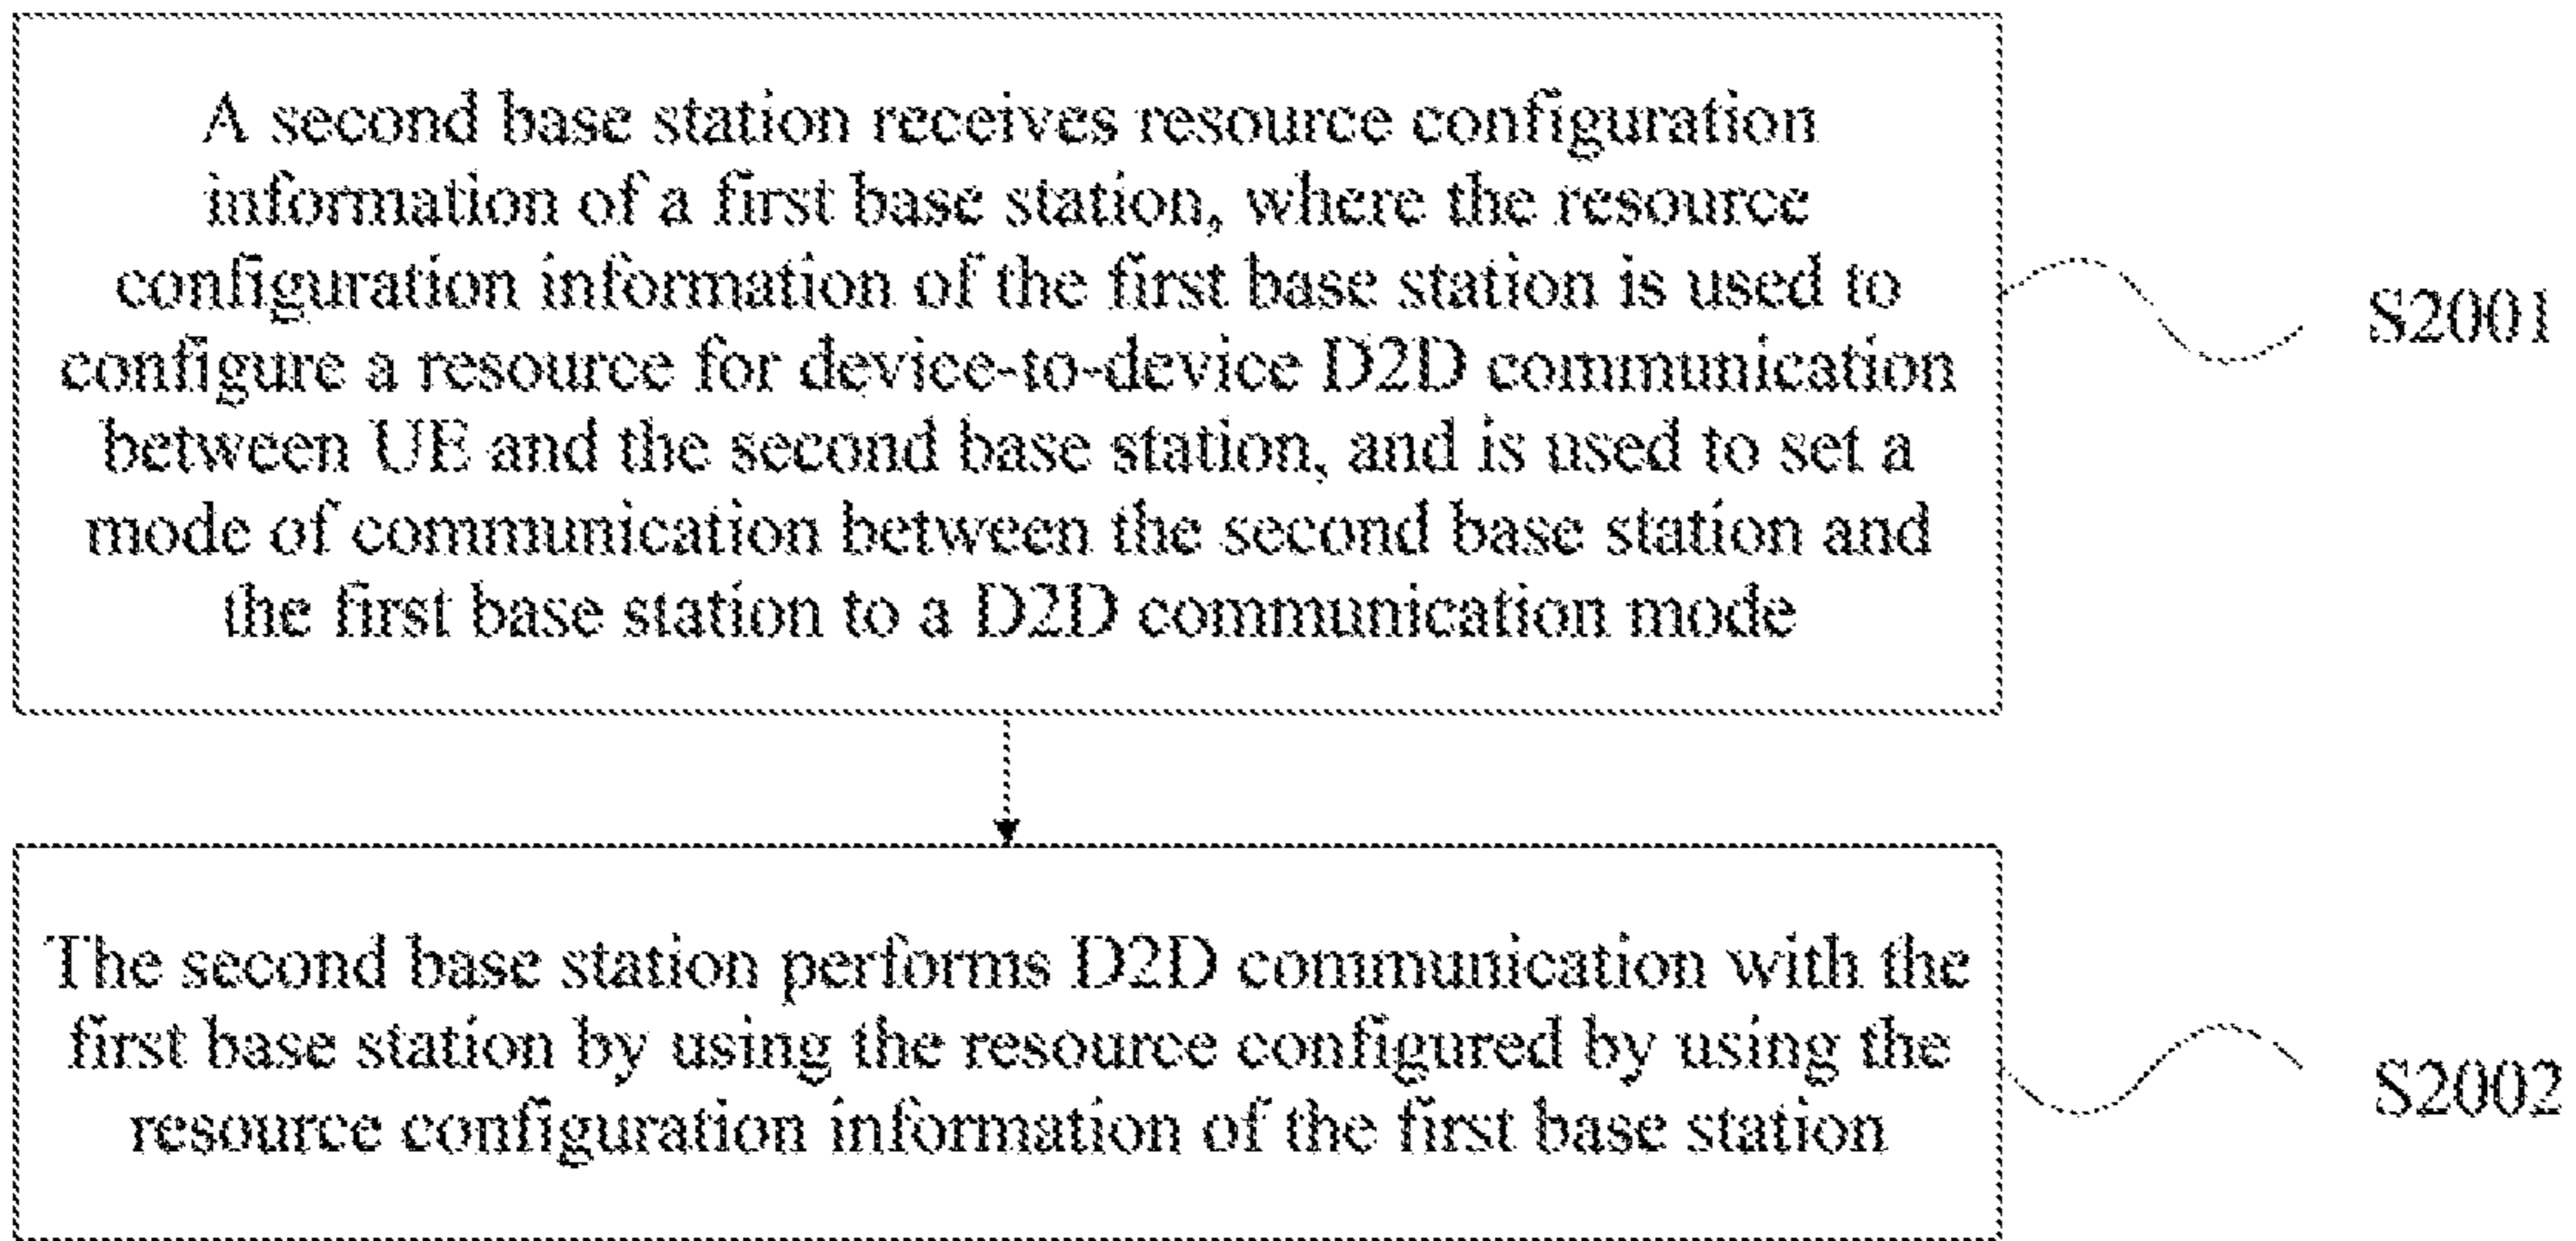 A second base station receives resource configuration
information of a first base station, where the resource
configuration information of the first base station is used to
configure a resource for device-to-device D2D communication
between UE and the second base station, and is used to set a
mode of communication between the second base station and
the first base station to a D2D communication mode
S2001
The second base station performs D2D communication with the
first base station by using the resource configured by using the
resource configuration information of the first base station
S2002